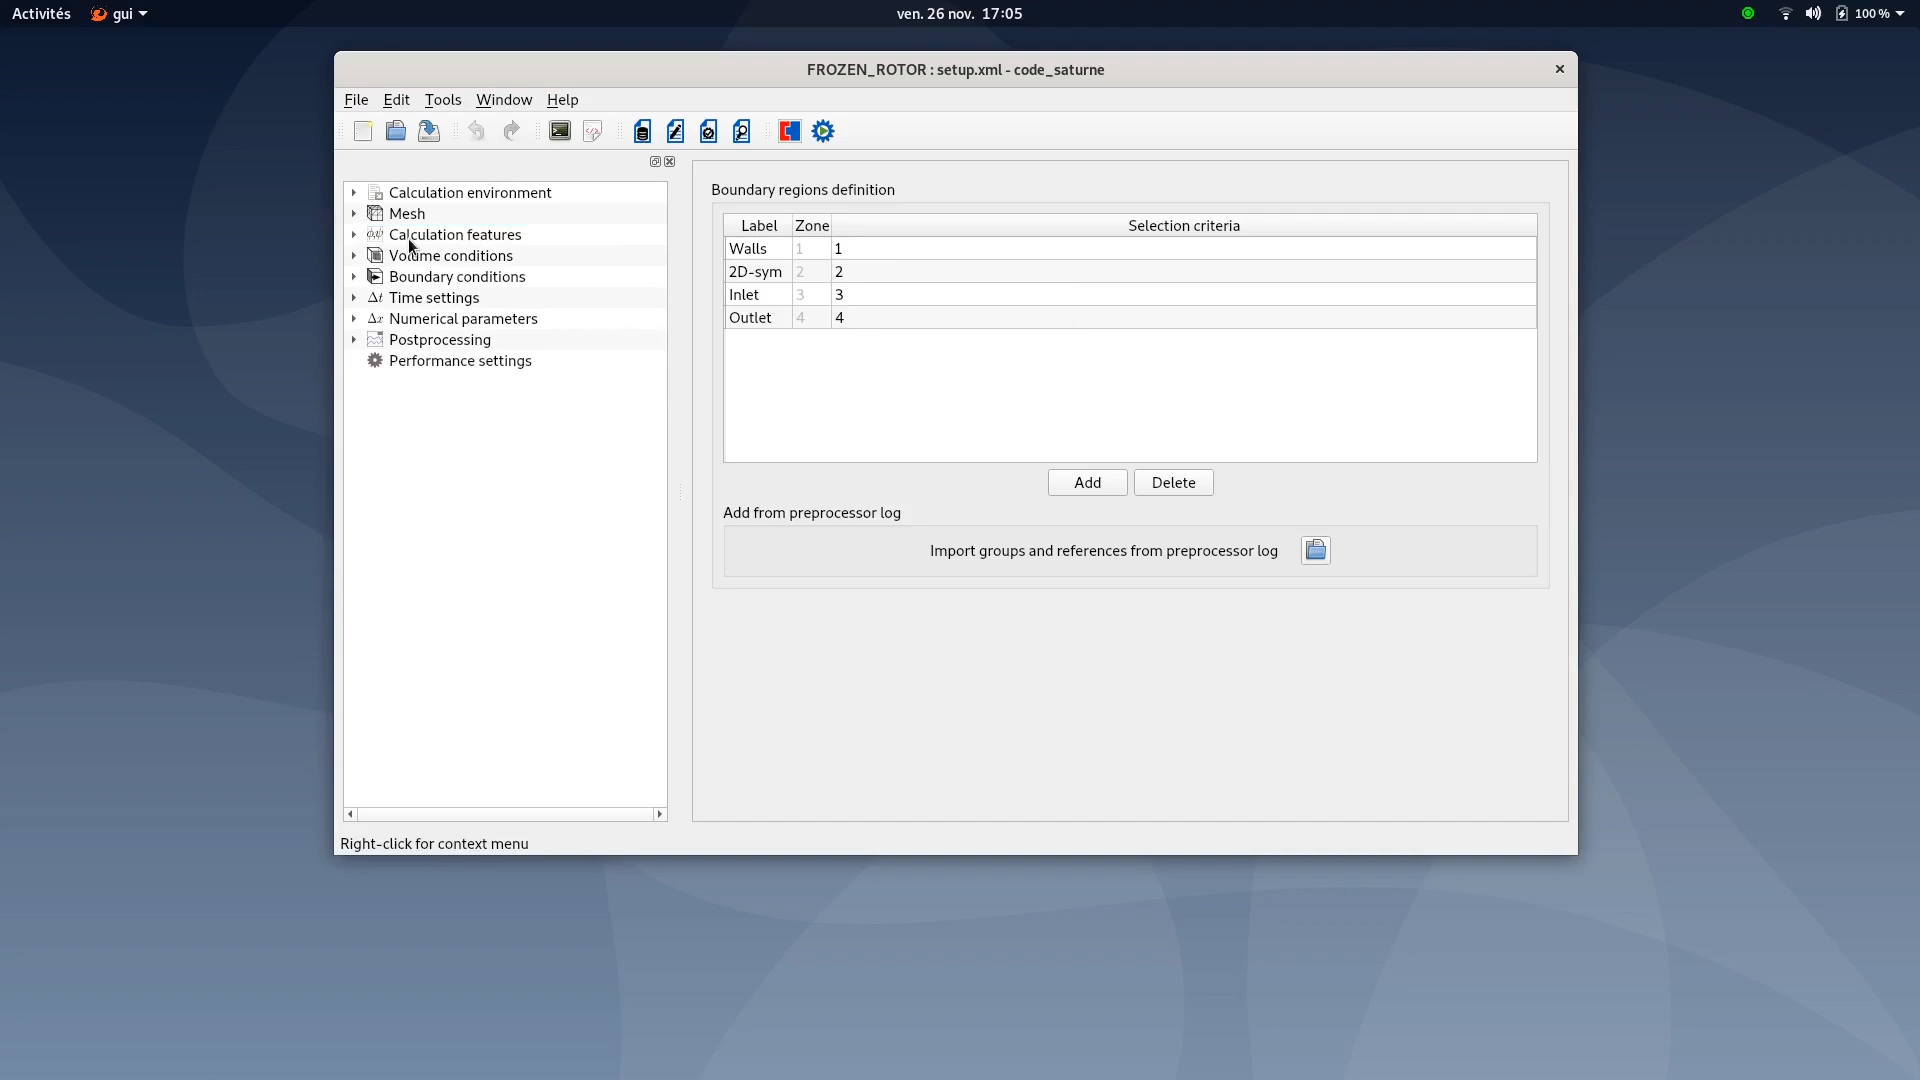 Activités gui ven. 26 nov. 17:05 100 %
FROZEN_ROTOR : setup.xml - code_saturne
File Edit Tools Window Help
Calculation environment
Mesh
Calculation features
Volume conditions
Boundary conditions
Δt Time settings
Δx Numerical parameters
Postprocessing
Performance settings
Boundary regions definition
Label Zone Selection criteria
Walls 1 1
2D-sym 2 2
Inlet 3 3
Outlet 4 4
Add Delete
Add from preprocessor log
Import groups and references from preprocessor log
Right-click for context menu